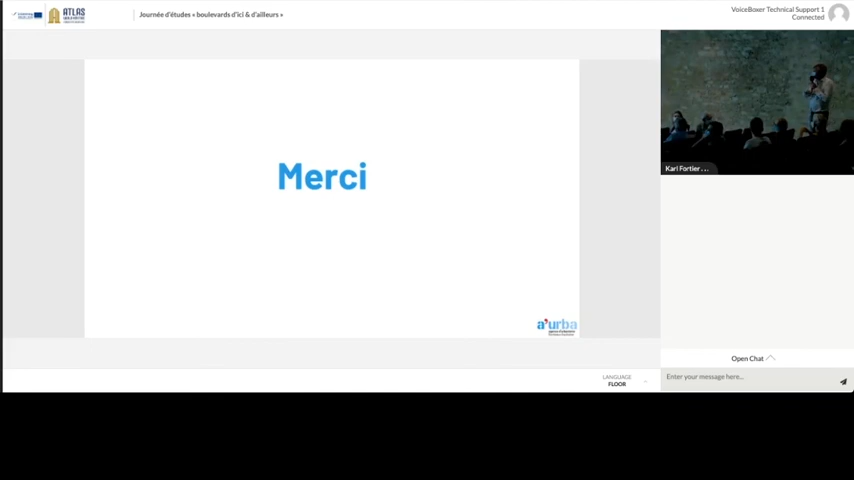 ATLAS
Journée d'études « boulevards d'ici & d'ailleurs »
VoiceBoxer Technical Support 1
Connected
Karl Fortier ...
Merci
a'urba
Open Chat
Enter your message here...
LANGUAGE
FLOOR